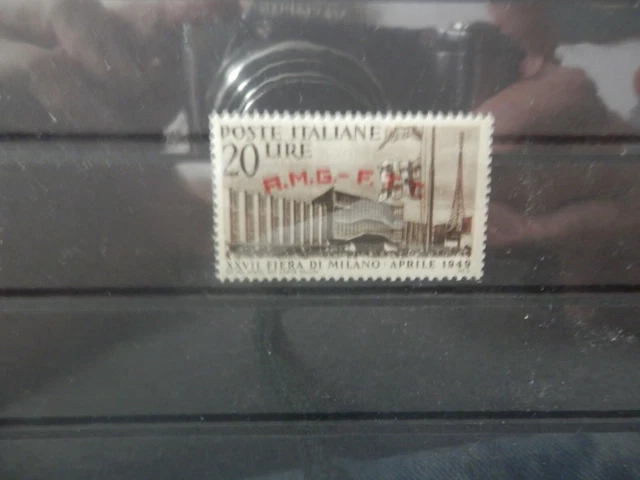 POSTE ITALIANE
20 LIRE
A.M.G.-F.T.T.
XXVII FIERA DI MILANO APRILE 1949